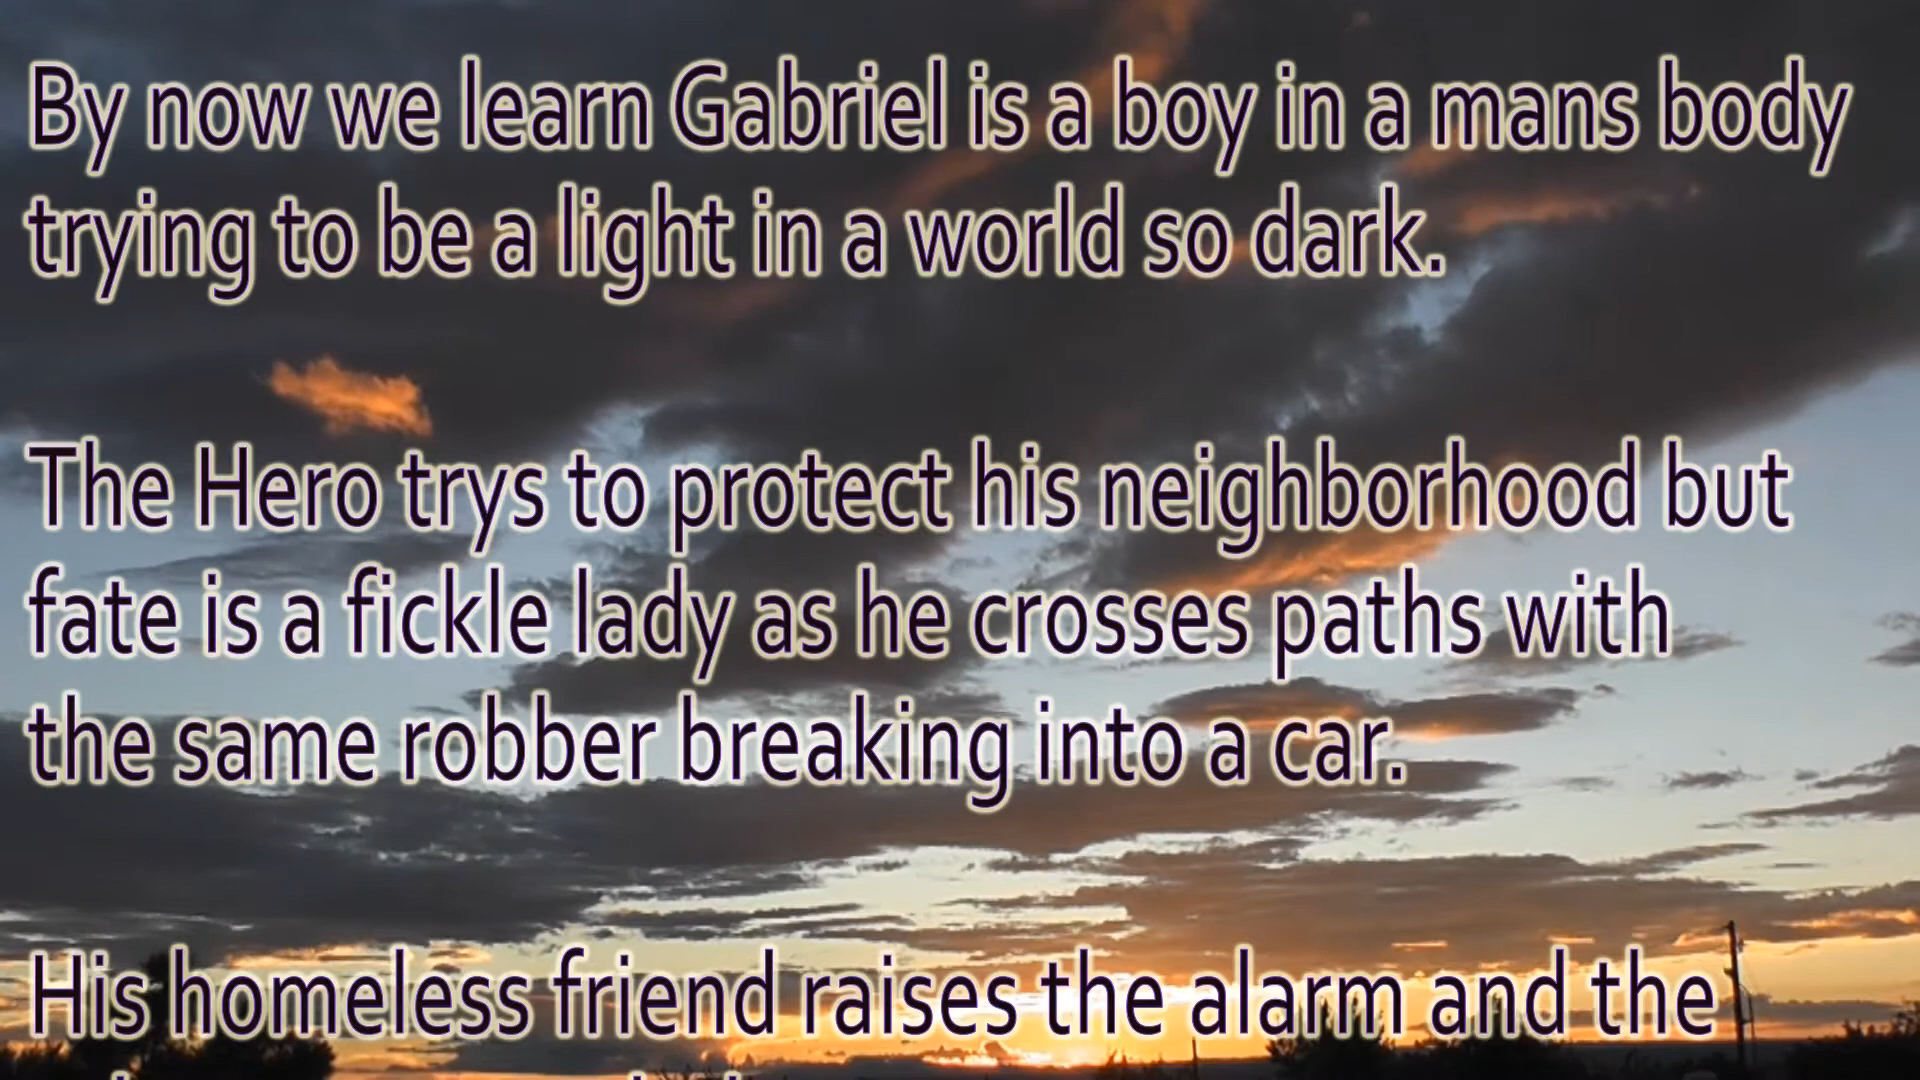 By now we learn Gabriel is a boy in a mans body
trying to be a light in a world so dark.
The Hero trys to protect his neighborhood but
fate is a fickle lady as he crosses paths with
the same robber breaking into a car.
His homeless friend raises the alarm and the